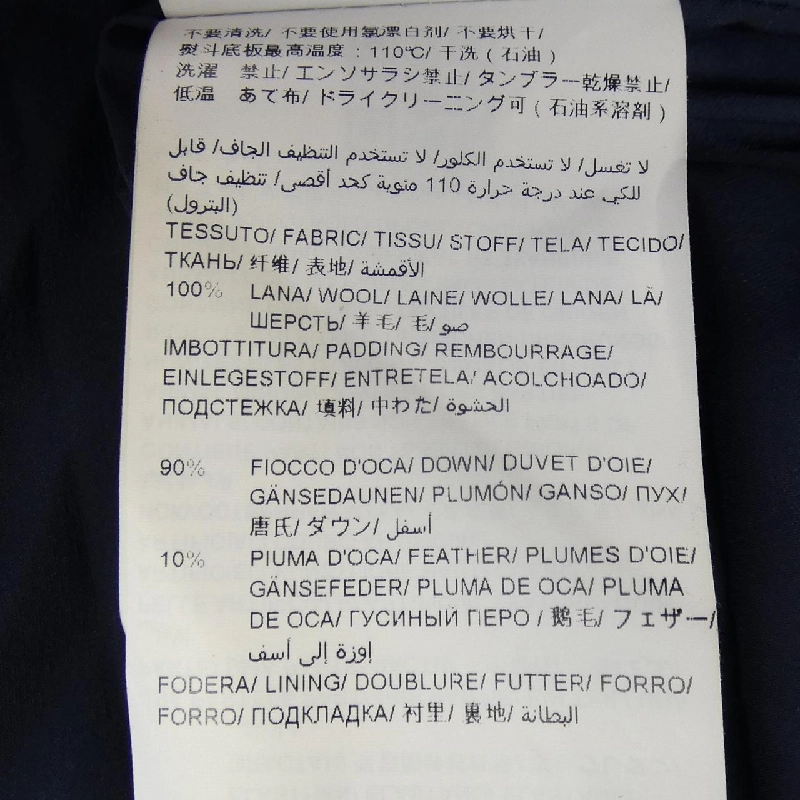 不要清洗/ 不要使用氯漂白剂/ 不要烘干/
熨斗底板最高温度：110℃/ 干洗（石油）
洗濯 禁止/ エンソサラシ禁止/ タンブラー乾燥禁止/
低温 あて布/ ドライクリーニング可（石油系溶剤）
لا تغسل/ لا تستخدم الكلور/ لا تستخدم التنظيف الجاف/ قابل
للكي عند درجة حرارة 110 مئوية كحد أقصى/ تنظيف جاف
(البترول)
TESSUTO/ FABRIC/ TISSU/ STOFF/ TELA/ TECIDO/
ТКАНЬ/ 纤维/ 表地/ الأقمشة
100% LANA/ WOOL/ LAINE/ WOLLE/ LANA/ LÃ/
ШЕРСТЬ/ 羊毛/ 毛/ صو
IMBOTTITURA/ PADDING/ REMBOURRAGE/
EINLEGESTOFF/ ENTRETELA/ ACOLCHOADO/
ПОДСТЕЖКА/ 填料/ 中わた/ الحشوة
90% FIOCCO D'OCA/ DOWN/ DUVET D'OIE/
GÄNSEDAUNEN/ PLUMÓN/ GANSO/ ПУХ/
唐氏/ ダウン/ أسفل
10% PIUMA D'OCA/ FEATHER/ PLUMES D'OIE/
GÄNSEFEDER/ PLUMA DE OCA/ PLUMA
DE OCA/ ГУСИНЫЙ ПЕРО / 鹅毛/ フェザー/
إوزة إلى أسف
FODERA/ LINING/ DOUBLURE/ FUTTER/ FORRO/
FORRO/ ПОДКЛАДКА/ 衬里/ 裏地/ البطانة